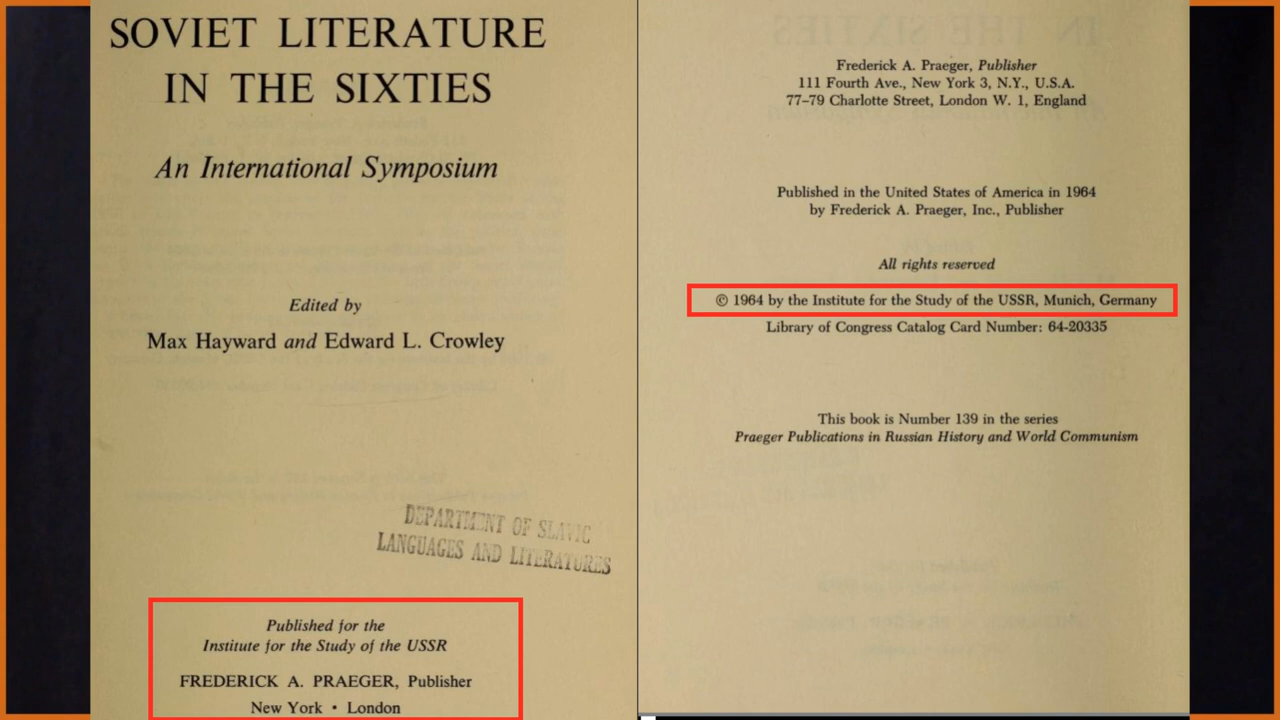 SOVIET LITERATURE
IN THE SIXTIES
An International Symposium
Edited by
Max Hayward and Edward L. Crowley
DEPARTMENT OF SLAVIC
LANGUAGES AND LITERATURES
Published for the
Institute for the Study of the USSR
FREDERICK A. PRAEGER, Publisher
New York • London
IN THE SIXTIES
Frederick A. Praeger, Publisher
111 Fourth Ave., New York 3, N.Y., U.S.A.
77–79 Charlotte Street, London W. 1, England
Published in the United States of America in 1964
by Frederick A. Praeger, Inc., Publisher
All rights reserved
© 1964 by the Institute for the Study of the USSR, Munich, Germany
Library of Congress Catalog Card Number: 64-20335
This book is Number 139 in the series
Praeger Publications in Russian History and World Communism